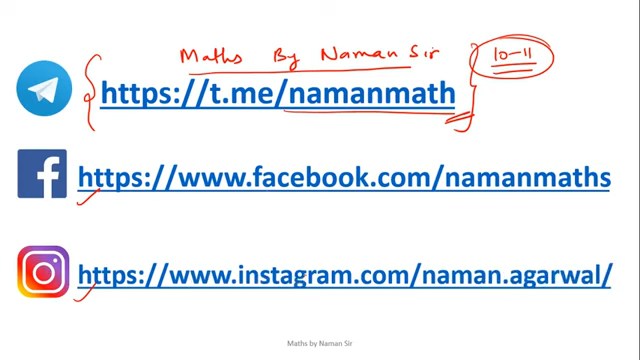 Maths By Naman Sir
10-11
https://t.me/namanmath
https://www.facebook.com/namanmaths
https://www.instagram.com/naman.agarwal/
Maths by Naman Sir